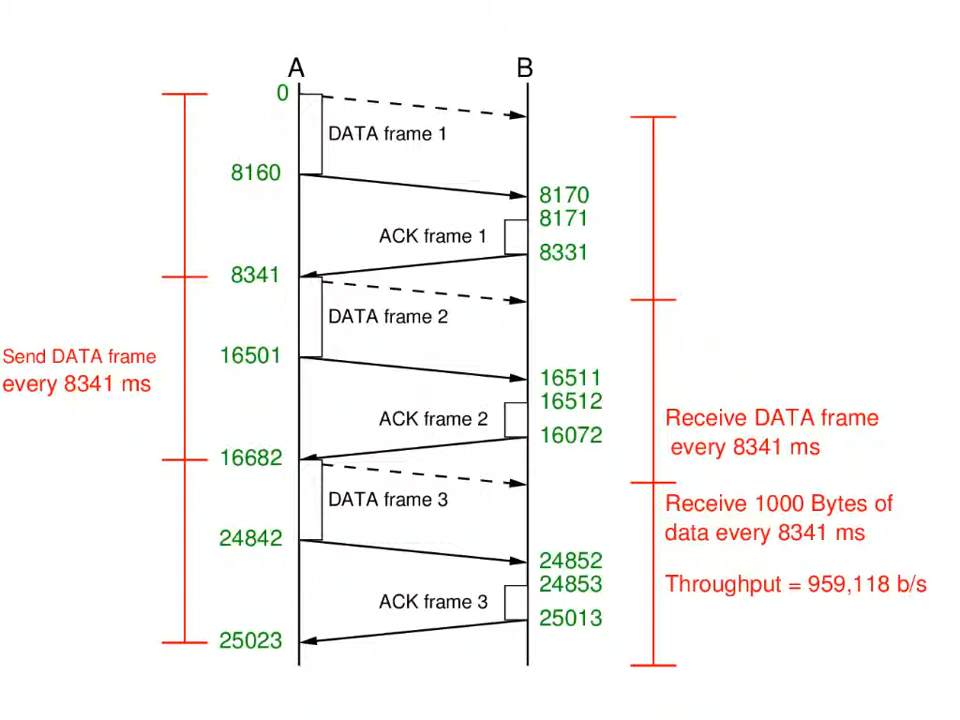 A
B
0
DATA frame 1
8160
8170
8171
ACK frame 1
8331
8341
DATA frame 2
Send DATA frame
every 8341 ms
16501
16511
16512
ACK frame 2
16072
16682
Receive DATA frame
every 8341 ms
DATA frame 3
Receive 1000 Bytes of
data every 8341 ms
24842
24852
24853
Throughput = 959,118 b/s
ACK frame 3
25013
25023